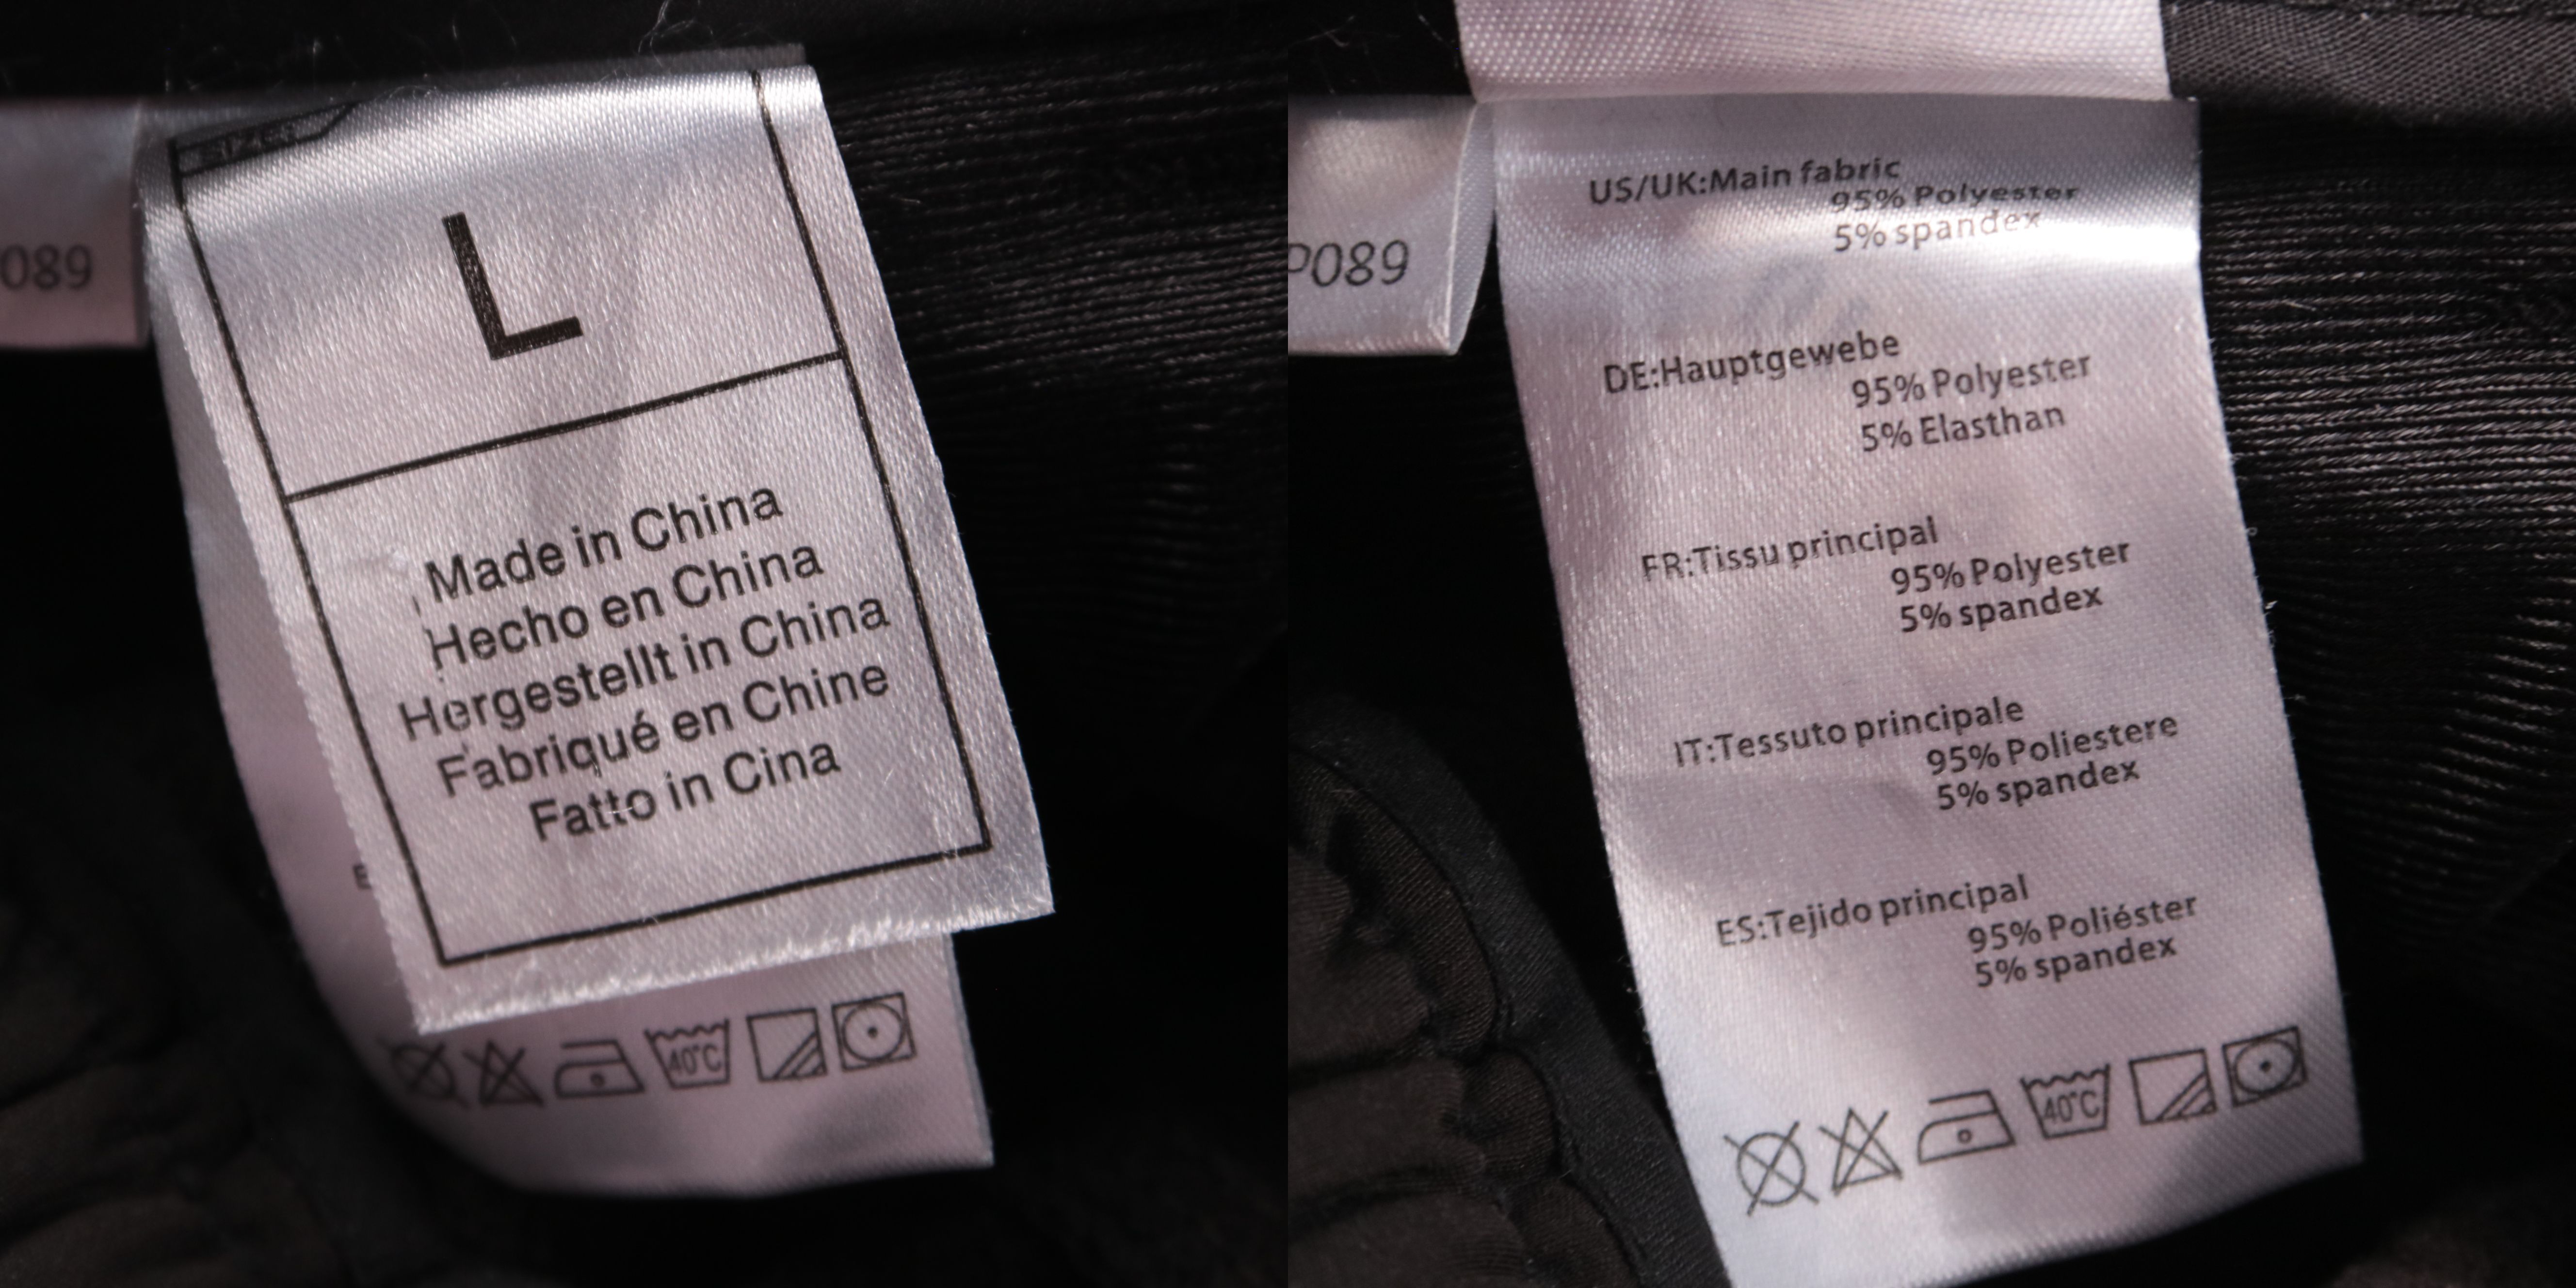 089
L
Made in China
Hecho en China
Hergestellt in China
Fabriqué en Chine
Fatto in Cina
E
40°C
P089
US/UK:Main fabric
95% Polyester
5% spandex
DE:Hauptgewebe
95% Polyester
5% Elasthan
FR:Tissu principal
95% Polyester
5% spandex
IT:Tessuto principale
95% Poliestere
5% spandex
ES:Tejido principal
95% Poliéster
5% spandex
40°C